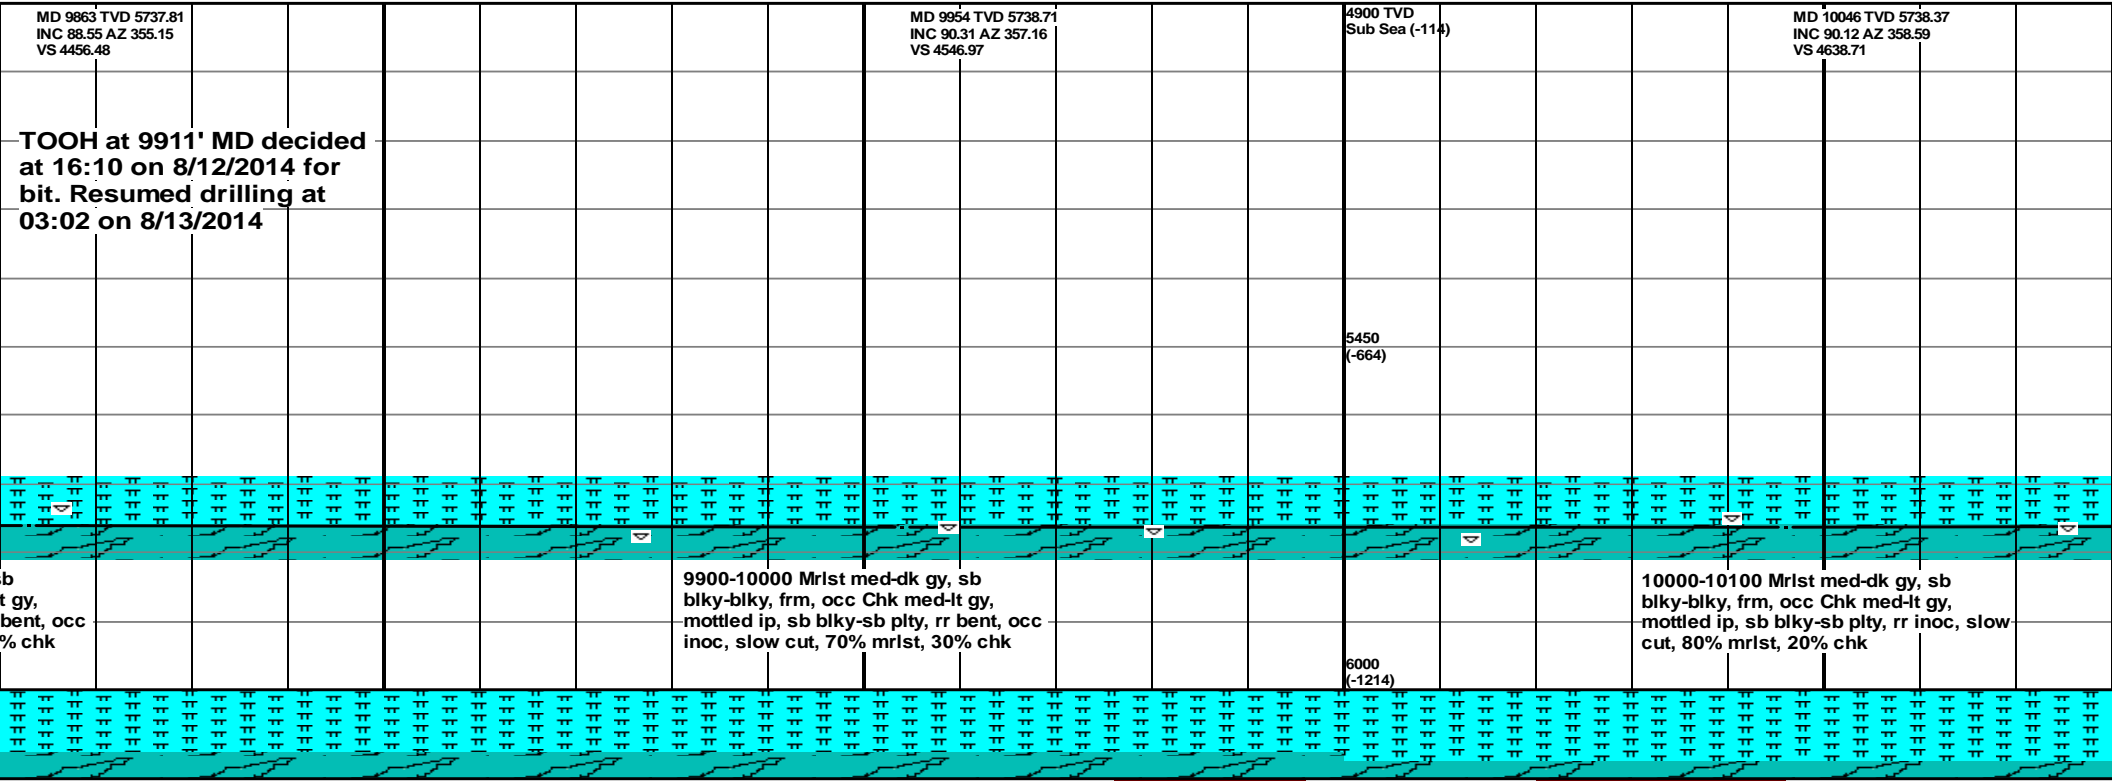 MD 9863 TVD 5737.81
INC 88.55 AZ 355.15
VS 4456.48
MD 9954 TVD 5738.71
INC 90.31 AZ 357.16
VS 4546.97
4900 TVD
Sub Sea (-114)
MD 10046 TVD 5738.37
INC 90.12 AZ 358.59
VS 4638.71
TOOH at 9911' MD decided
at 16:10 on 8/12/2014 for
bit. Resumed drilling at
03:02 on 8/13/2014
5450
(-664)
sb
t gy,
bent, occ
% chk
9900-10000 Mrlst med-dk gy, sb
blky-blky, frm, occ Chk med-lt gy,
mottled ip, sb blky-sb plty, rr bent, occ
inoc, slow cut, 70% mrlst, 30% chk
10000-10100 Mrlst med-dk gy, sb
blky-blky, frm, occ Chk med-lt gy,
mottled ip, sb blky-sb plty, rr inoc, slow
cut, 80% mrlst, 20% chk
6000
(-1214)